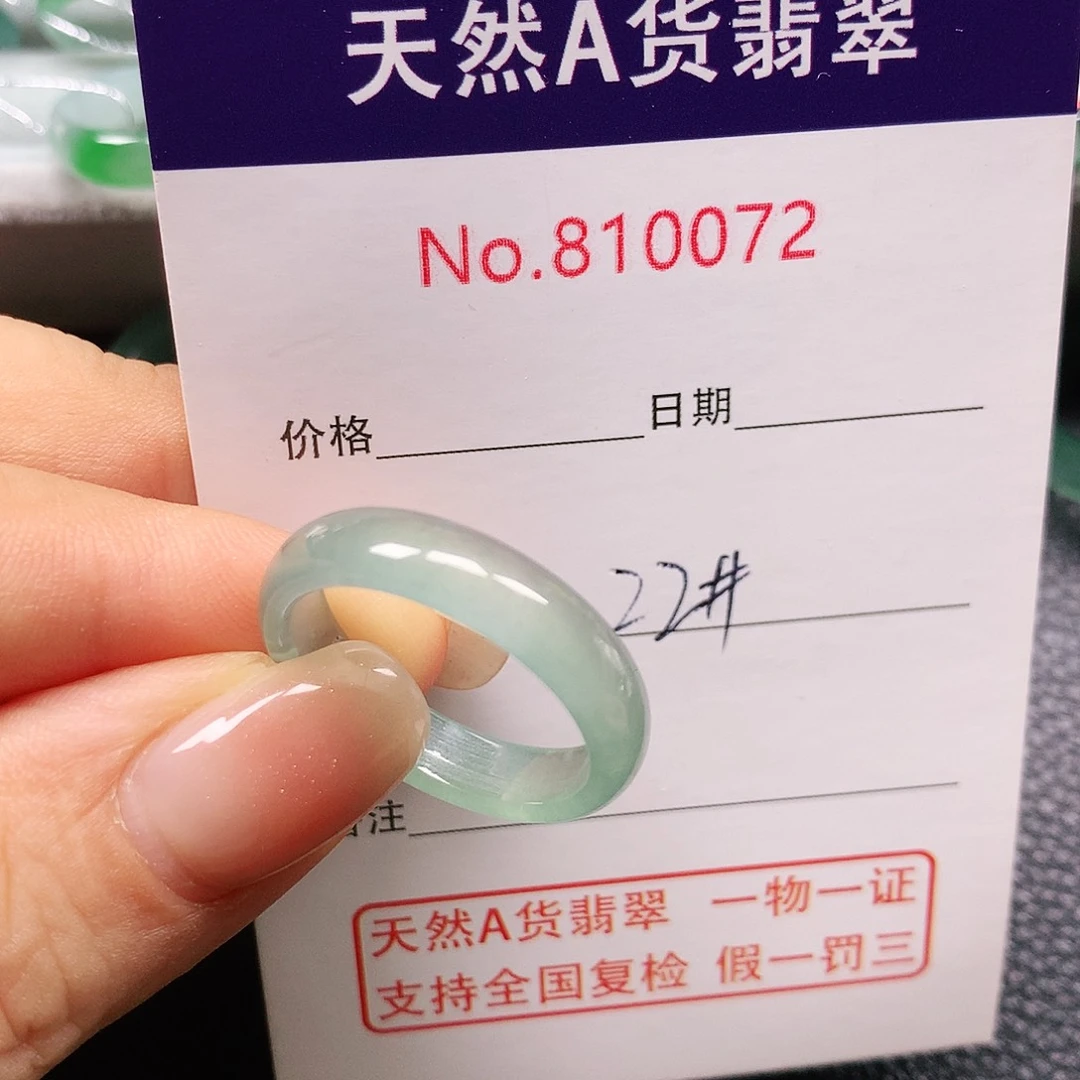 天然A货翡翠
No.810072
价格 日期
22#
备注
天然A货翡翠 一物一证
支持全国复检 假一罚三